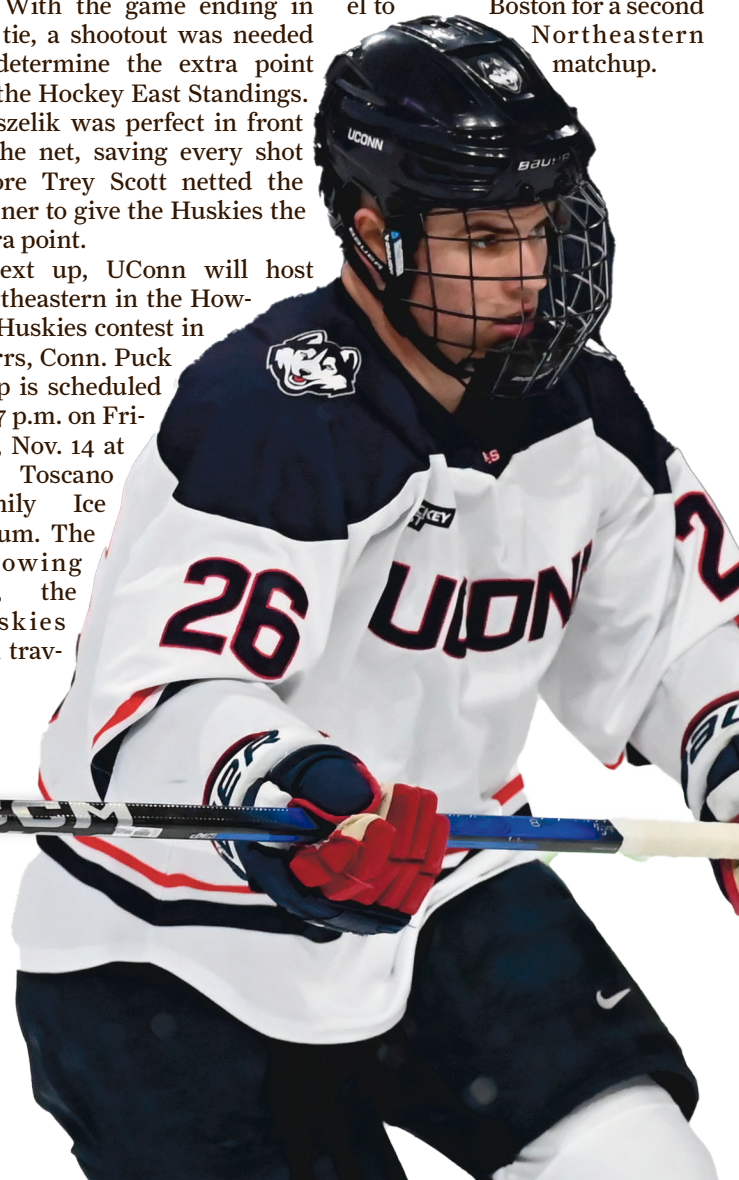 With the game ending in
tie, a shootout was needed
determine the extra point
the Hockey East Standings.
szelik was perfect in front
he net, saving every shot
ore Trey Scott netted the
ner to give the Huskies the
ra point.
ext up, UConn will host
theastern in the How-
Huskies contest in
rrs, Conn. Puck
p is scheduled
7 p.m. on Fri-
, Nov. 14 at
Toscano
mily Ice
um. The
owing
, the
skies
trav-
el to
Boston for a second
Northeastern
matchup.
UCONN
BAUER
BAUER
26
UCONN
2
CCM